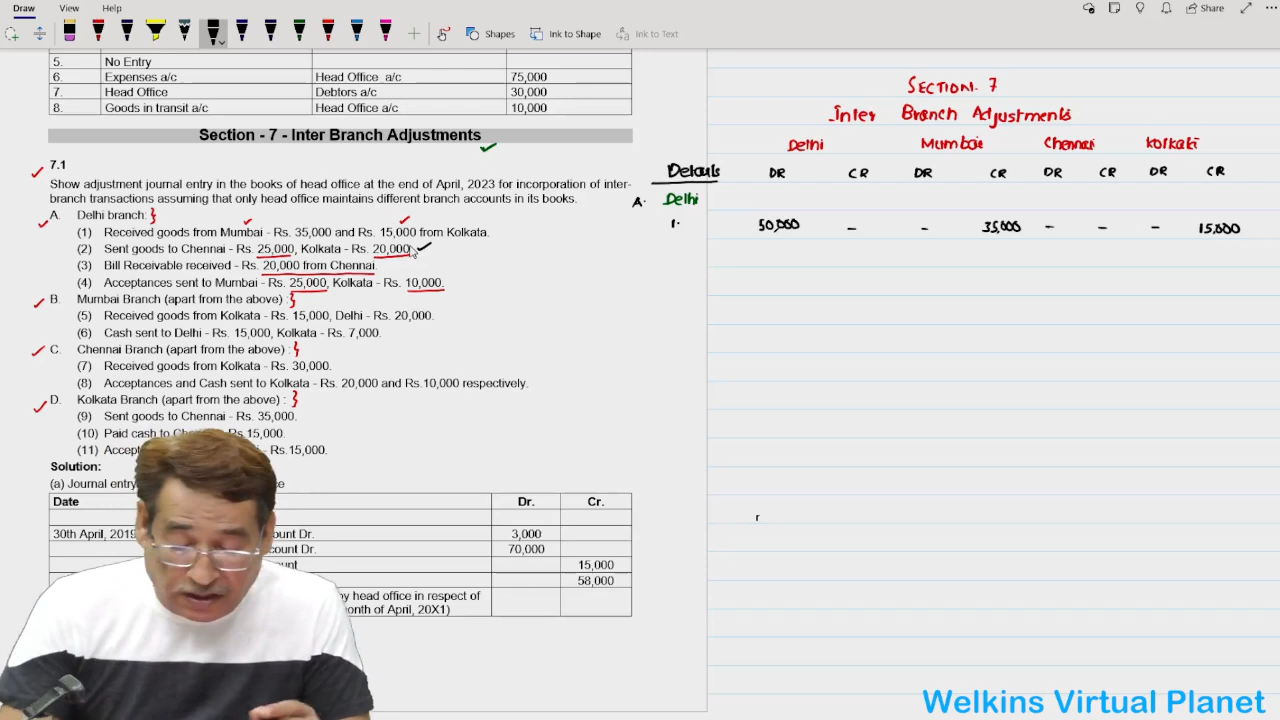 Draw View Help
Shapes Ink to Shape Ink to Text Share
5. No Entry
6. Expenses a/c Head Office a/c 75,000
7. Head Office Debtors a/c 30,000
8. Goods in transit a/c Head Office a/c 10,000
Section - 7 - Inter Branch Adjustments
7.1
Show adjustment journal entry in the books of head office at the end of April, 2023 for incorporation of inter-
branch transactions assuming that only head office maintains different branch accounts in its books.
A. Delhi branch:
(1) Received goods from Mumbai - Rs. 35,000 and Rs. 15,000 from Kolkata.
(2) Sent goods to Chennai - Rs. 25,000, Kolkata - Rs. 20,000
(3) Bill Receivable received - Rs. 20,000 from Chennai.
(4) Acceptances sent to Mumbai - Rs. 25,000, Kolkata - Rs. 10,000.
B. Mumbai Branch (apart from the above) :
(5) Received goods from Kolkata - Rs. 15,000, Delhi - Rs. 20,000.
(6) Cash sent to Delhi - Rs. 15,000, Kolkata - Rs. 7,000.
C. Chennai Branch (apart from the above) :
(7) Received goods from Kolkata - Rs. 30,000.
(8) Acceptances and Cash sent to Kolkata - Rs. 20,000 and Rs.10,000 respectively.
D. Kolkata Branch (apart from the above) :
(9) Sent goods to Chennai - Rs. 35,000.
(10) Paid cash to Rs.15,000.
(11) Rs.15,000.
Solution:
(a) Journal entry
Date Dr. Cr.
30th April, 2019 Dr. 3,000
Dr. 70,000
15,000
58,000
by head office in respect of
April, 20X1)
SECTION. 7
Inter Branch Adjustments
Delhi Mumbai Chennai Kolkati
Details DR CR DR CR DR CR DR CR
A. Delhi
1. 50,000 - - 35,000 - - - 15,000
Welkins Virtual Planet